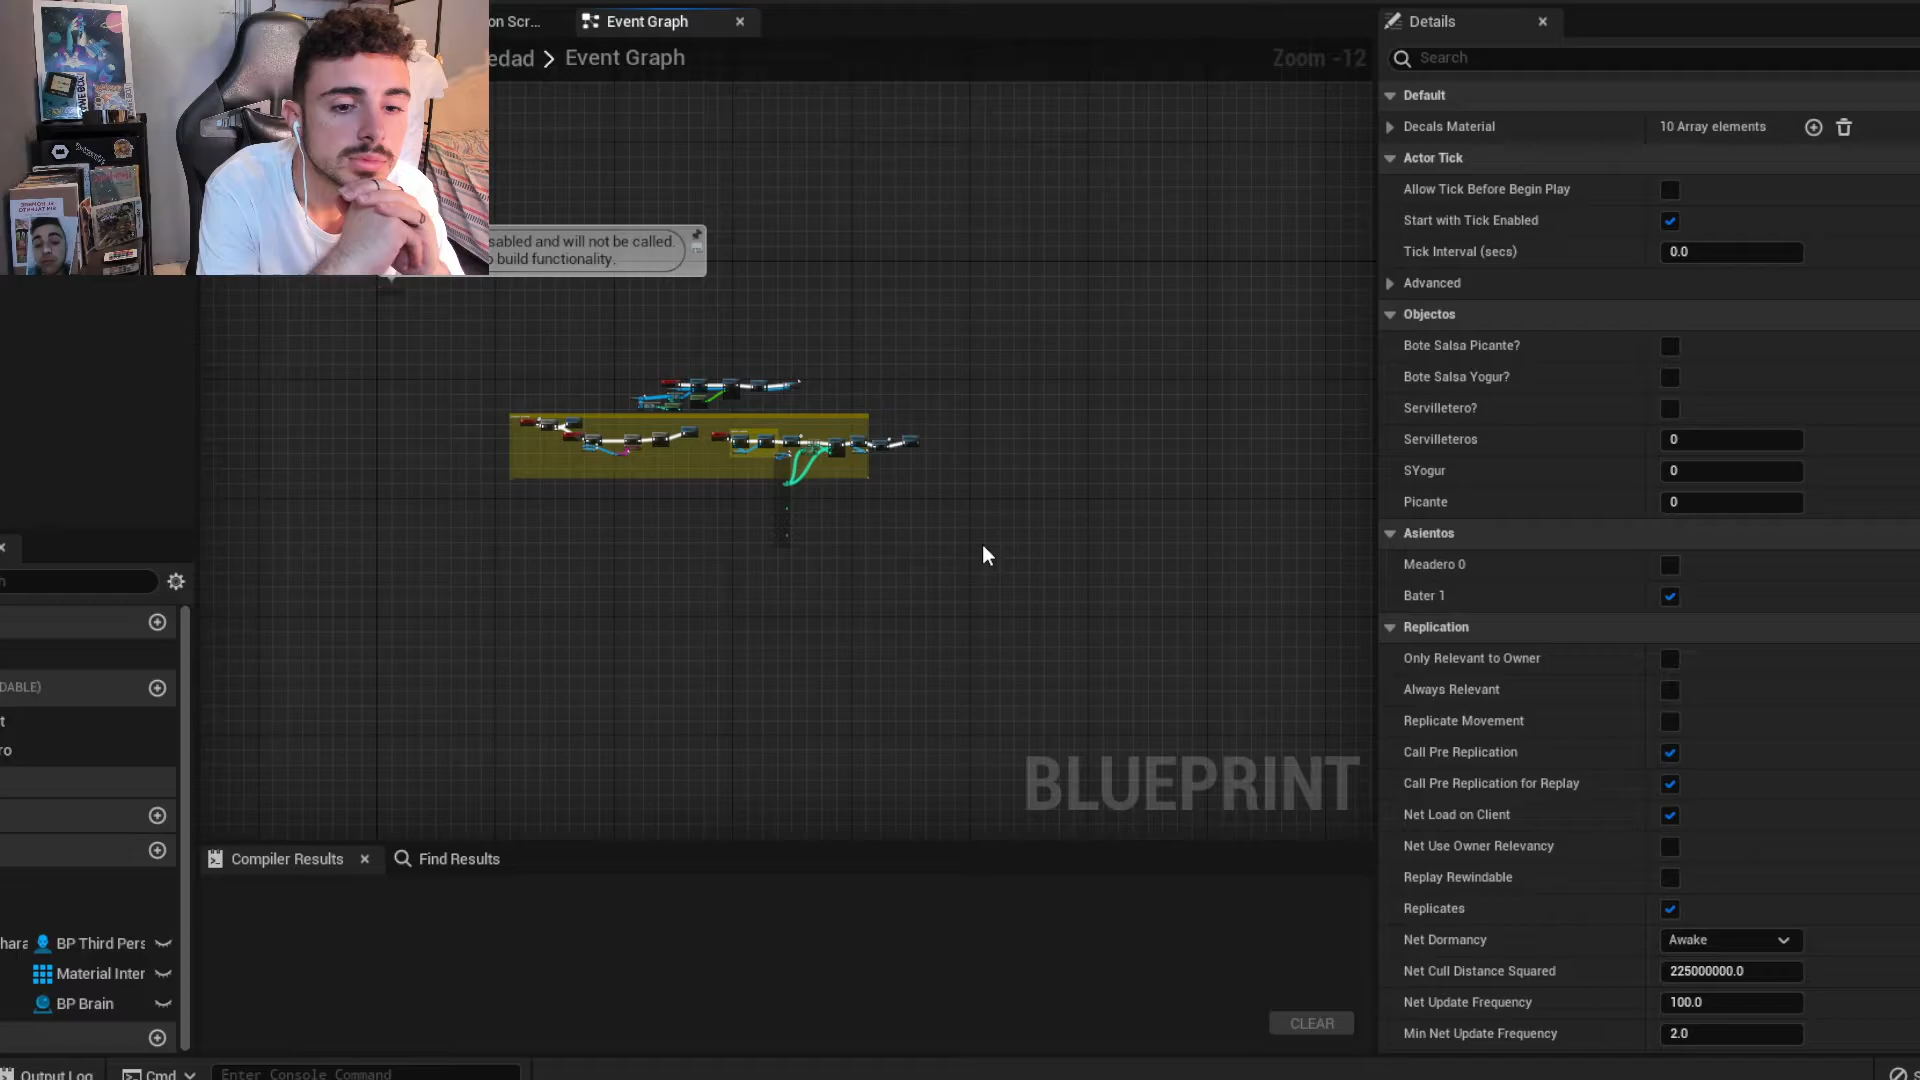 on Scr...
Event Graph
edad > Event Graph
Zoom -12
sabled and will not be called.
o build functionality.
DABLE)
t
ro
hara
BP Third Pers
Material Inter
BP Brain
BLUEPRINT
Compiler Results
Find Results
CLEAR
Output Log
Cmd
Enter Console Command
Details
Search
Default
Decals Material 10 Array elements
Actor Tick
Allow Tick Before Begin Play
Start with Tick Enabled
Tick Interval (secs) 0.0
Advanced
Objectos
Bote Salsa Picante?
Bote Salsa Yogur?
Servilletero?
Servilleteros 0
SYogur 0
Picante 0
Asientos
Meadero 0
Bater 1
Replication
Only Relevant to Owner
Always Relevant
Replicate Movement
Call Pre Replication
Call Pre Replication for Replay
Net Load on Client
Net Use Owner Relevancy
Replay Rewindable
Replicates
Net Dormancy Awake
Net Cull Distance Squared 225000000.0
Net Update Frequency 100.0
Min Net Update Frequency 2.0